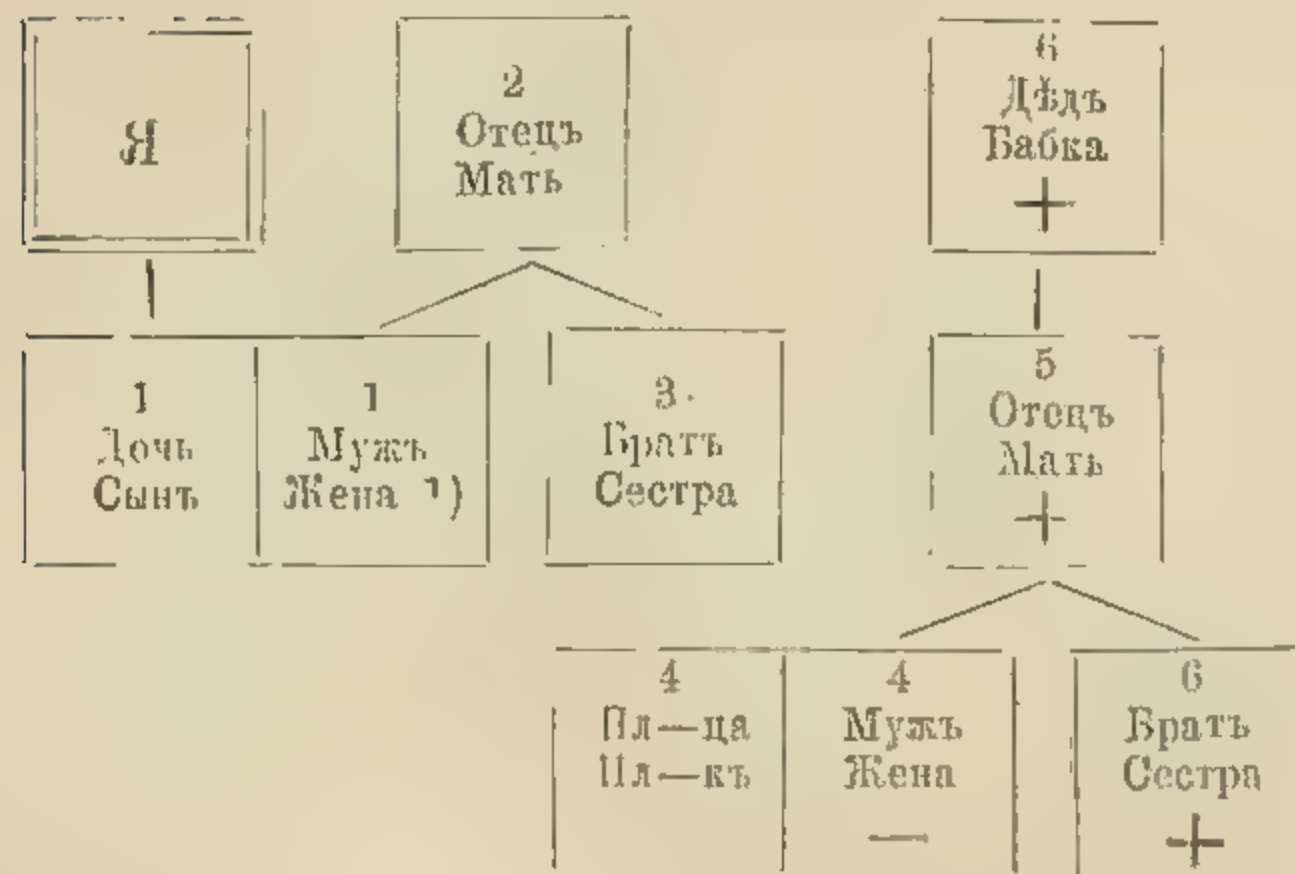 Я
2
Отецъ
Мать
6
Дѣдъ
Бабка
+
1
Дочь
Сынъ
1
Мужъ
Жена ¹)
3
Братъ
Сестра
5
Отецъ
Мать
+
4
Пл—ца
Пл—къ
4
Мужъ
Жена
—
6
Братъ
Сестра
+